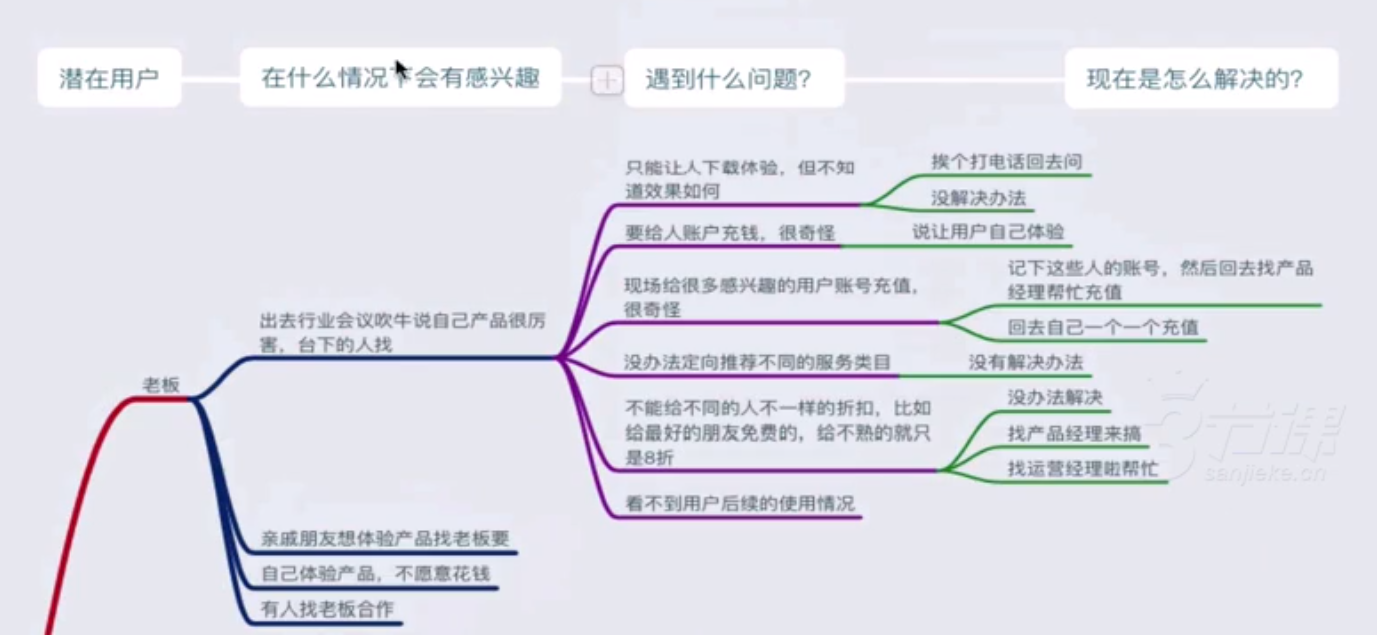 潜在用户
在什么情况下会有感兴趣
遇到什么问题?
现在是怎么解决的?
老板
出去行业会议吹牛说自己产品很厉
害，台下的人找
只能让人下载体验，但不知
道效果如何
挨个打电话回去问
没解决办法
要给人账户充钱，很奇怪
说让用户自己体验
现场给很多感兴趣的用户账号充值，
很奇怪
记下这些人的账号，然后回去找产品
经理帮忙充值
回去自己一个一个充值
没办法定向推荐不同的服务类目
没有解决办法
不能给不同的人不一样的折扣，比如
给最好的朋友免费的，给不熟的就只
是8折
没办法解决
找产品经理来搞
找运营经理啦帮忙
看不到用户后续的使用情况
亲戚朋友想体验产品找老板要
自己体验产品，不愿意花钱
有人找老板合作
3节课
sanjieke.cn